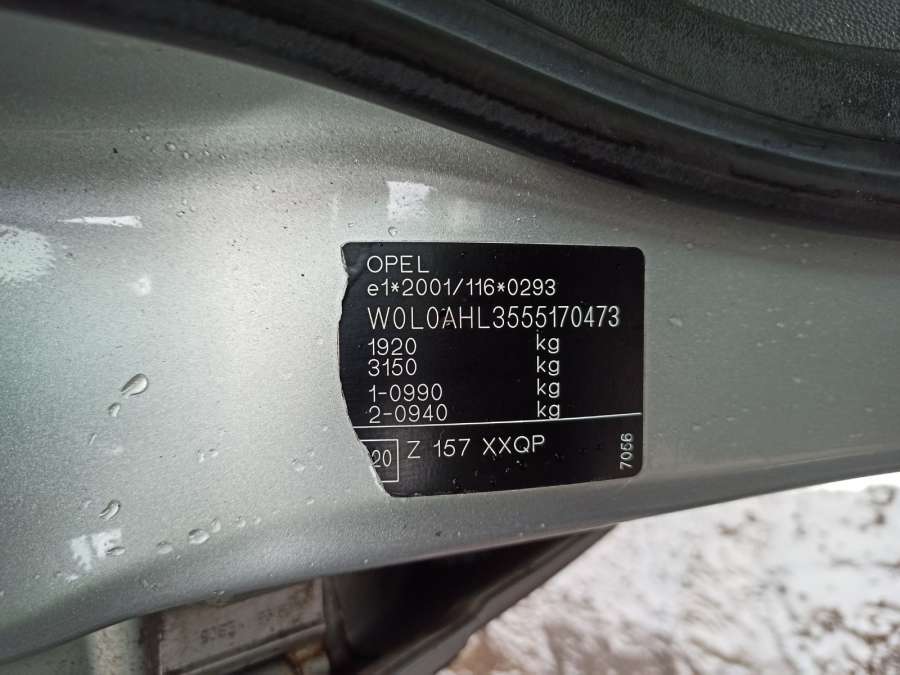 OPEL
e1*2001/116*0293
W0L0AHL3555170473
1920 kg
3150 kg
1-0990 kg
2-0940 kg
20 Z 157 XXQP
7056